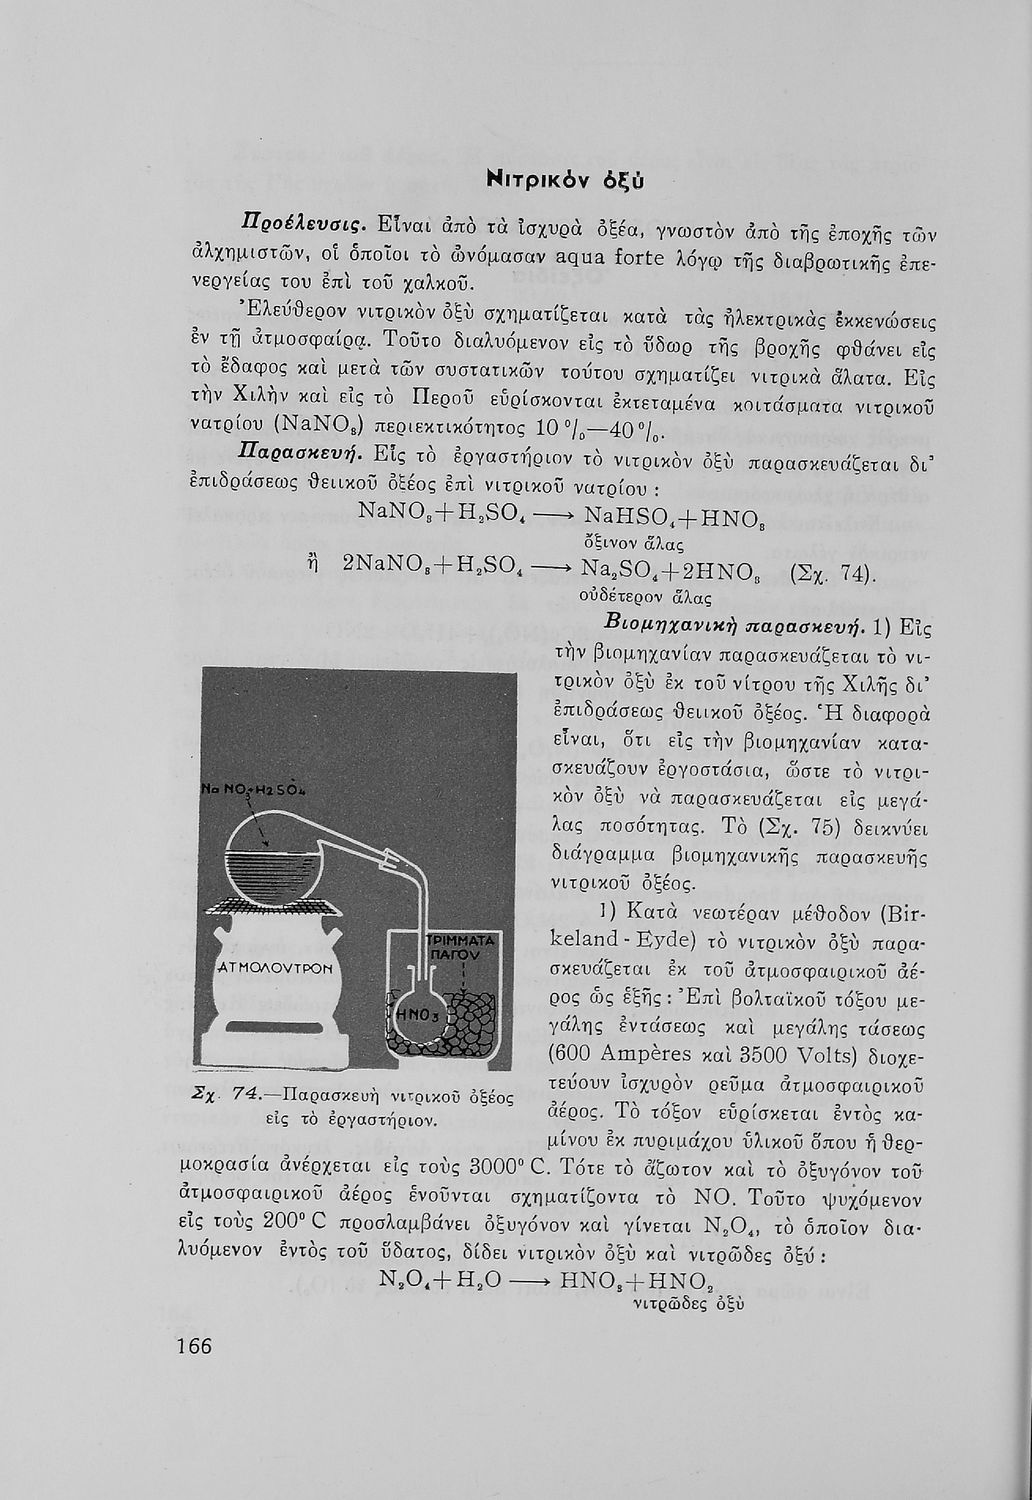 Νιτρικὸν ὀξὺ
Προέλευσις. Εἶναι ἀπὸ τὰ ἰσχυρὰ ὀξέα, γνωστὸν ἀπὸ τῆς ἐποχῆς τῶν
ἀλχημιστῶν, οἱ ὁποῖοι τὸ ὠνόμασαν aqua forte λόγῳ τῆς διαβρωτικῆς ἐπε-
νεργείας του ἐπὶ τοῦ χαλκοῦ.
Ἐλεύθερον νιτρικὸν ὀξὺ σχηματίζεται κατὰ τὰς ἠλεκτρικὰς ἐκκενώσεις
ἐν τῇ ἀτμοσφαίρᾳ. Τοῦτο διαλυόμενον εἰς τὸ ὕδωρ τῆς βροχῆς φθάνει εἰς
τὸ ἔδαφος καὶ μετὰ τῶν συστατικῶν τούτου σχηματίζει νιτρικὰ ἅλατα. Εἰς
τὴν Χιλὴν καὶ εἰς τὸ Περοῦ εὑρίσκονται ἐκτεταμένα κοιτάσματα νιτρικοῦ
νατρίου (NaNO₃) περιεκτικότητος 10 %—40 %.
Παρασκευή. Εἰς τὸ ἐργαστήριον τὸ νιτρικὸν ὀξὺ παρασκευάζεται δι᾽
ἐπιδράσεως θειικοῦ ὀξέος ἐπὶ νιτρικοῦ νατρίου :
NaNO₃+H₂SO₄ ⟶ NaHSO₄+HNO₃
ὄξινον ἅλας
ἢ 2NaNO₃+H₂SO₄ ⟶ Na₂SO₄+2HNO₃ (Σχ. 74).
οὐδέτερον ἅλας
Βιομηχανικὴ παρασκευή. 1) Εἰς
τὴν βιομηχανίαν παρασκευάζεται τὸ νι-
τρικὸν ὀξὺ ἐκ τοῦ νίτρου τῆς Χιλῆς δι᾽
ἐπιδράσεως θειικοῦ ὀξέος. Ἡ διαφορὰ
εἶναι, ὅτι εἰς τὴν βιομηχανίαν κατα-
σκευάζουν ἐργοστάσια, ὥστε τὸ νιτρι-
κὸν ὀξὺ νὰ παρασκευάζεται εἰς μεγά-
λας ποσότητας. Τὸ (Σχ. 75) δεικνύει
διάγραμμα βιομηχανικῆς παρασκευῆς
νιτρικοῦ ὀξέος.
1) Κατὰ νεωτέραν μέθοδον (Bir-
keland - Eyde) τὸ νιτρικὸν ὀξὺ παρα-
σκευάζεται ἐκ τοῦ ἀτμοσφαιρικοῦ ἀέ-
ρος ὡς ἑξῆς : Ἐπὶ βολταϊκοῦ τόξου με-
γάλης ἐντάσεως καὶ μεγάλης τάσεως
(600 Ampères καὶ 3500 Volts) διοχε-
τεύουν ἰσχυρὸν ρεῦμα ἀτμοσφαιρικοῦ
ἀέρος. Τὸ τόξον εὑρίσκεται ἐντὸς κα-
μίνου ἐκ πυριμάχου ὑλικοῦ ὅπου ἡ θερ-
μοκρασία ἀνέρχεται εἰς τοὺς 3000° C. Τότε τὸ ἄζωτον καὶ τὸ ὀξυγόνον τοῦ
ἀτμοσφαιρικοῦ ἀέρος ἑνοῦνται σχηματίζοντα τὸ NO. Τοῦτο ψυχόμενον
εἰς τοὺς 200° C προσλαμβάνει ὀξυγόνον καὶ γίνεται N₂O₄, τὸ ὁποῖον δια-
λυόμενον ἐντὸς τοῦ ὕδατος, δίδει νιτρικὸν ὀξὺ καὶ νιτρῶδες ὀξύ :
N₂O₄+H₂O ⟶ HNO₃+HNO₂
νιτρῶδες ὀξὺ
Na NO₃+H₂ SO₄
ΑΤΜΟΛΟΥΤΡΟΝ
ΤΡΙΜΜΑΤΑ
ΠΑΓΟΥ
HNO₃
Σχ. 74.—Παρασκευὴ νιτρικοῦ ὀξέος
εἰς τὸ ἐργαστήριον.
166